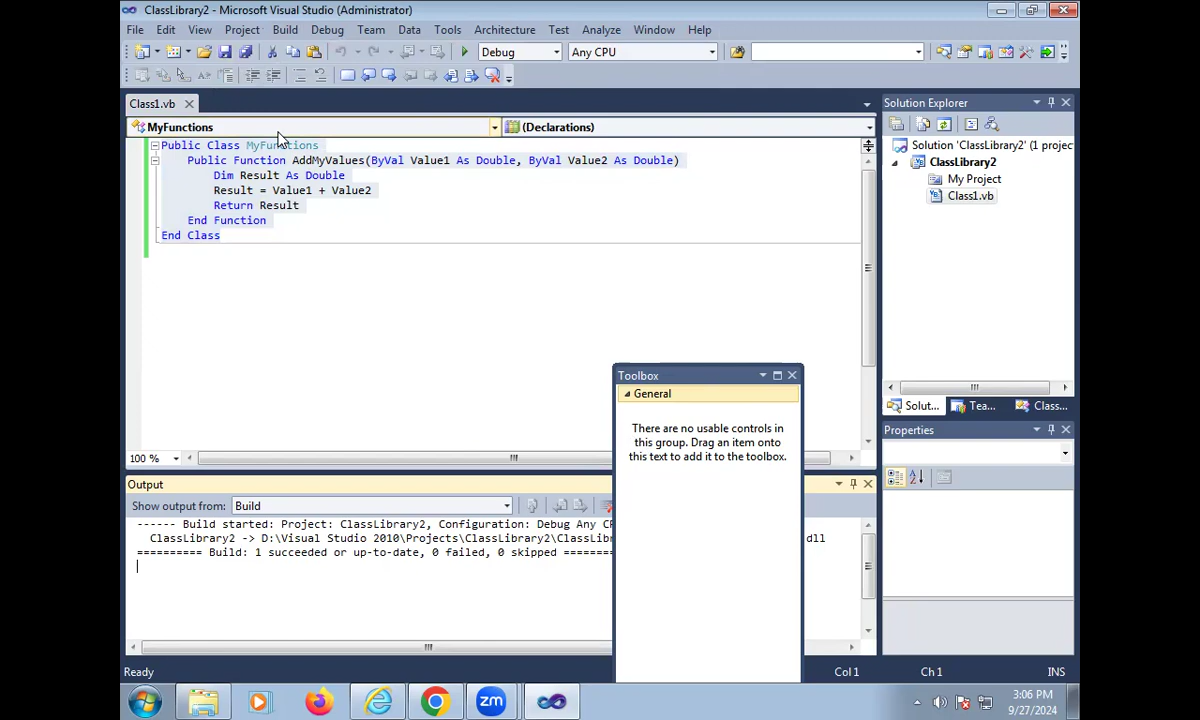 ClassLibrary2 - Microsoft Visual Studio (Administrator)
File Edit View Project Build Debug Team Data Tools Architecture Test Analyze Window Help
Debug Any CPU
Class1.vb
MyFunctions (Declarations)
Public Class MyFunctions
Public Function AddMyValues(ByVal Value1 As Double, ByVal Value2 As Double)
Dim Result As Double
Result = Value1 + Value2
Return Result
End Function
End Class
100 %
Solution Explorer
Solution 'ClassLibrary2' (1 projec
ClassLibrary2
My Project
Class1.vb
Solut... Tea... Class...
Properties
Toolbox
General
There are no usable controls in
this group. Drag an item onto
this text to add it to the toolbox.
Output
Show output from: Build
------ Build started: Project: ClassLibrary2, Configuration: Debug Any CP
ClassLibrary2 -> D:\Visual Studio 2010\Projects\ClassLibrary2\ClassLibr dll
========== Build: 1 succeeded or up-to-date, 0 failed, 0 skipped ========
Ready Col 1 Ch 1 INS
zm
3:06 PM
9/27/2024